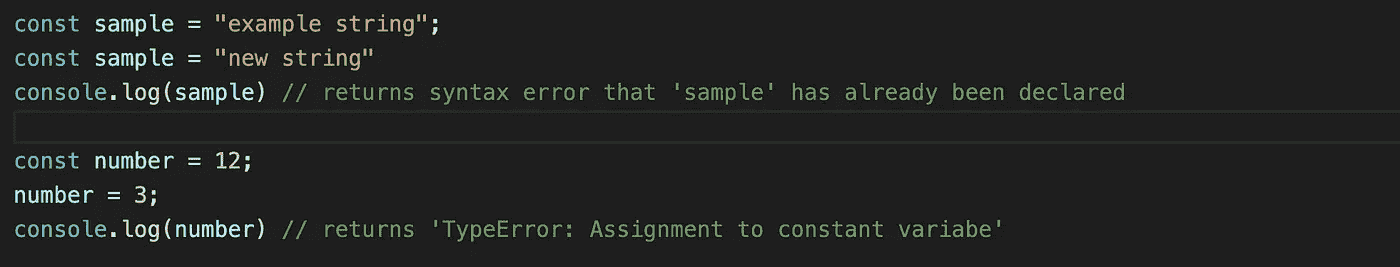 const sample = "example string";
const sample = "new string"
console.log(sample) // returns syntax error that 'sample' has already been declared
const number = 12;
number = 3;
console.log(number) // returns 'TypeError: Assignment to constant variabe'